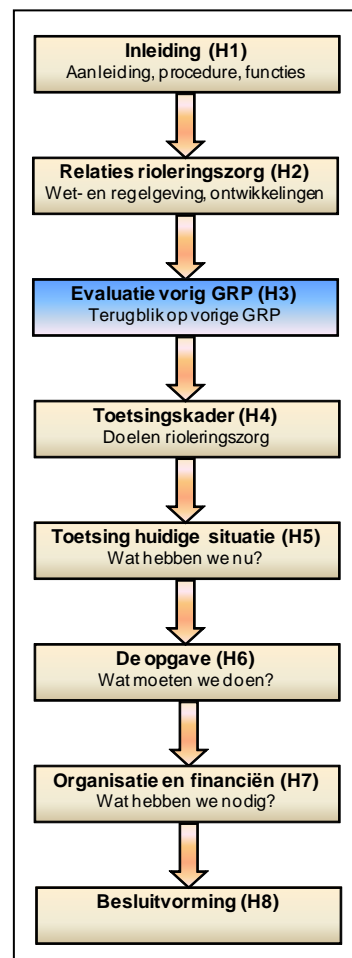 Inleiding (H1)
Aanleiding, procedure, functies
Relaties rioleringszorg (H2)
Wet- en regelgeving, ontwikkelingen
Evaluatie vorig GRP (H3)
Terugblik op vorige GRP
Toetsingskader (H4)
Doelen rioleringszorg
Toetsing huidige situatie (H5)
Wat hebben we nu?
De opgave (H6)
Wat moeten we doen?
Organisatie en financiën (H7)
Wat hebben we nodig?
Besluitvorming (H8)